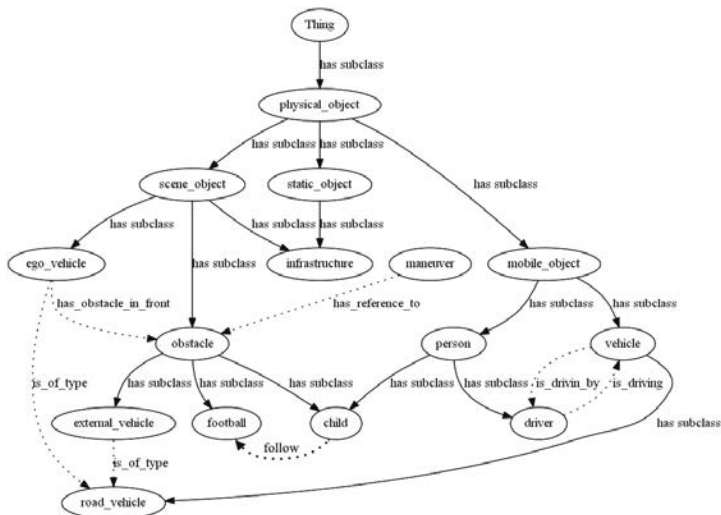 Thing
has subclass
physical_object
has subclass
has subclass
has subclass
scene_object
static_object
has subclass
has subclass
has subclass
has subclass
ego_vehicle
has subclass
infrastructure
maneuver
mobile_object
has_obstacle_in_front
has_reference_to
has subclass
has subclass
obstacle
person
vehicle
is_of_type
has subclass
has subclass
has subclass
has subclass
has subclass
is_drivin_by
is_driving
external_vehicle
football
child
driver
has subclass
follow
is_of_type
road_vehicle